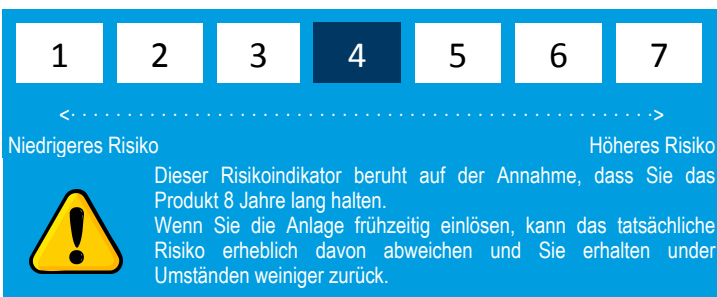 1 2 3 4 5 6 7
<· · · · · · · · · · · · · · · · · · · · · · · · · · · · · · · · · · · · · · · · · · · · · · · · · · · ·>
Niedrigeres Risiko Höheres Risiko
Dieser Risikoindikator beruht auf der Annahme, dass Sie das
Produkt 8 Jahre lang halten.
Wenn Sie die Anlage frühzeitig einlösen, kann das tatsächliche
Risiko erheblich davon abweichen und Sie erhalten under
Umständen weiniger zurück.
!